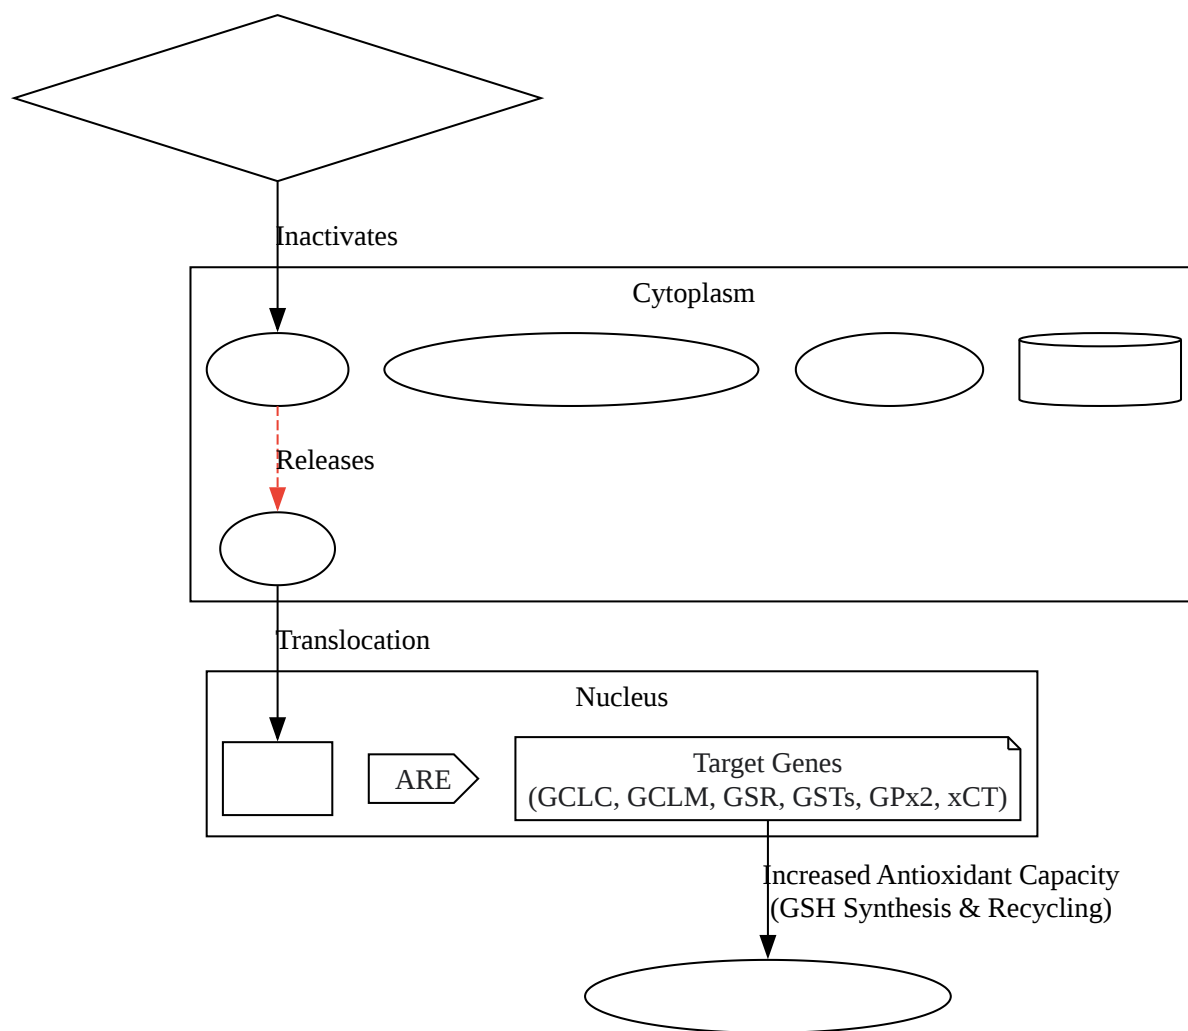 Inactivates
Cytoplasm
Releases
Translocation
Nucleus
ARE
Target Genes
(GCLC, GCLM, GSR, GSTs, GPx2, xCT)
Increased Antioxidant Capacity
(GSH Synthesis & Recycling)